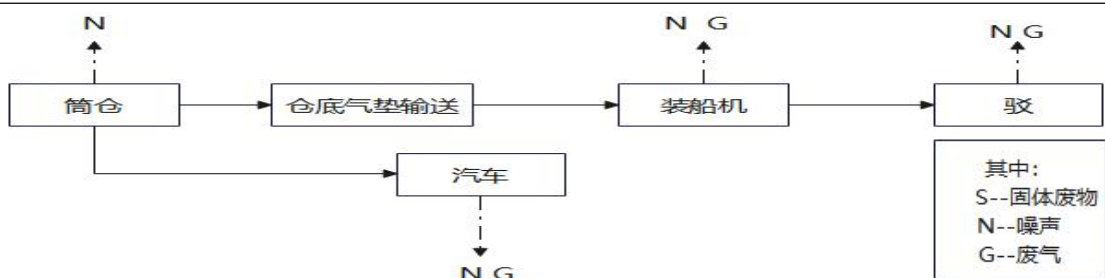 N
N G
N G
筒仓
仓底气垫输送
装船机
驳
汽车
N G
其中:
S--固体废物
N--噪声
G--废气